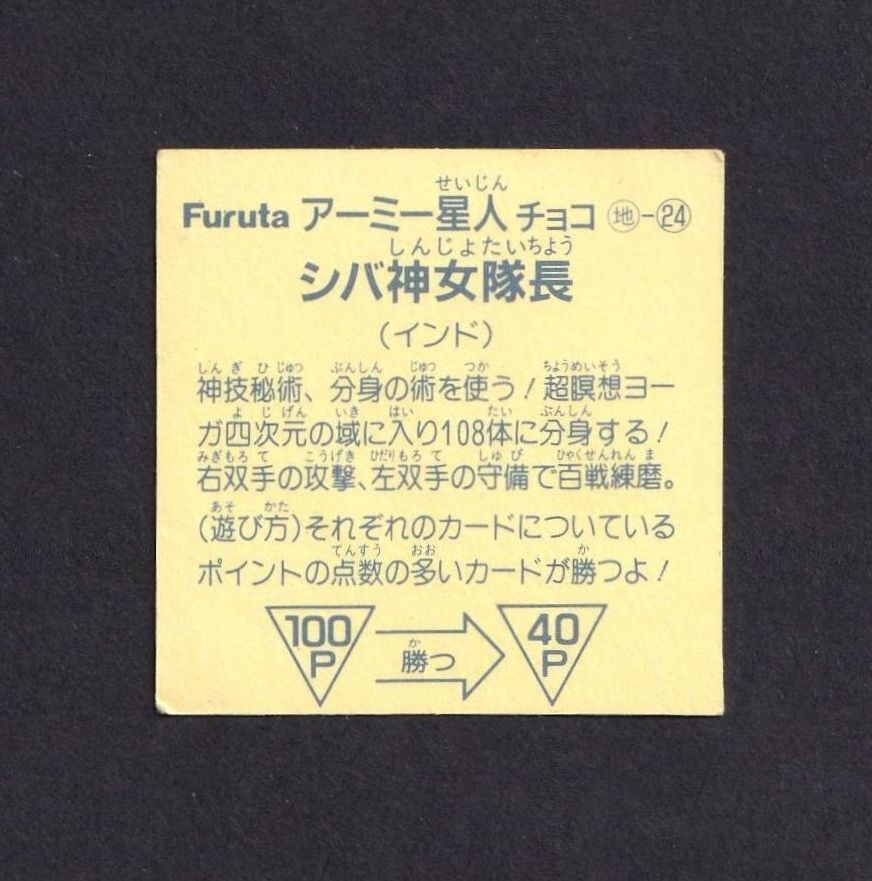 せいじん
Furuta アーミー星人チョコ ㊞地-㉔
しんじょたいちょう
シバ神女隊長
(インド)
しんぎひじゅつ ぶんしん じゅつ つか ちょうめいそう
神技秘術、分身の術を使う!超瞑想ヨー
よじげん いき はい たい ぶんしん
ガ四次元の域に入り108体に分身する!
みぎもろて こうげき ひだりもろて しゅび ひゃくせんれんま
右双手の攻撃、左双手の守備で百戦練磨。
あそ かた
(遊び方)それぞれのカードについている
てんすう おお か
ポイントの点数の多いカードが勝つよ!
100P か 勝つ 40P